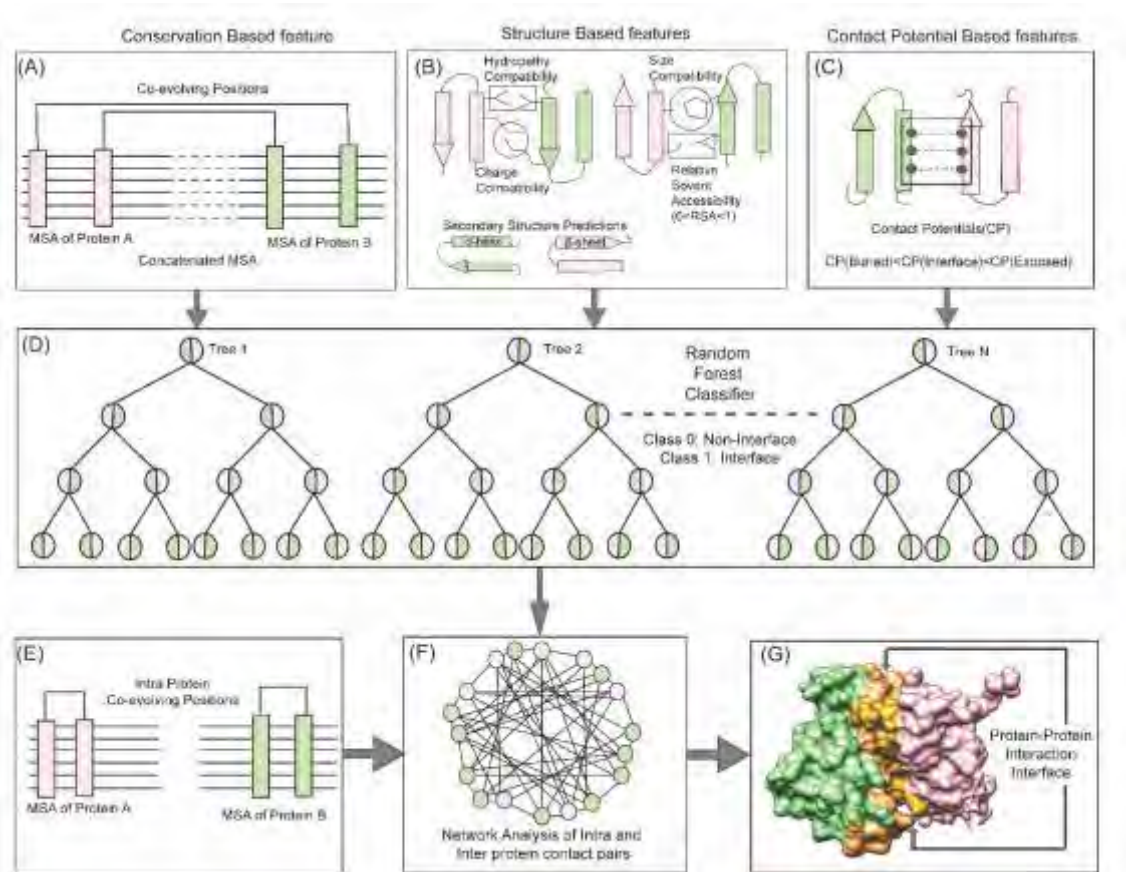 Conservation Based feature
Structure Based features
Contact Potential Based features
(A)
Co-evolving Positions
MSA of Protein A
MSA of Protein B
Concatenated MSA
(B)
Hydropathy
Compatibility
Size
Compatibility
Charge
Compatibility
Relative
Sovent
Accessibility
(0<RSA<1)
Secondary Structure Predictions
α-helix
β-sheet
(C)
Contact Potentials(CP)
CP(Buried)<CP(Interface)<CP(Exposed)
(D)
Tree 1
Tree 2
Random
Forest
Classifier
Class 0: Non-Interface
Class 1: Interface
Tree N
(E)
Intra Protein
Co-evolving Positions
MSA of Protein A
MSA of Protein B
(F)
Network Analysis of Intra and
Inter protein contact pairs
(G)
Protein-Protein
Interaction
Interface